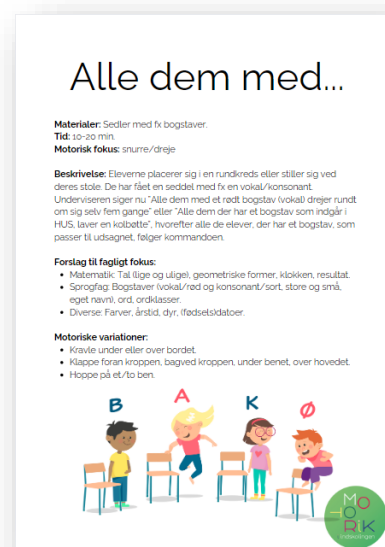 Alle dem med...
Materialer: Sedler med fx bogstaver.
Tid: 10-20 min.
Motorisk fokus: snurre/dreje
Beskrivelse: Eleverne placerer sig i en rundkreds eller stiller sig ved
deres stole. De har fået en seddel med fx en vokal/konsonant.
Underviseren siger nu "Alle dem med et rødt bogstav (vokal) drejer rundt
om sig selv fem gange" eller "Alle dem der har et bogstav som indgår i
HUS, laver en kolbøtte", hvorefter alle de elever, der har et bogstav, som
passer til udsagnet, følger kommandoen.
Forslag til fagligt fokus:
• Matematik: Tal (lige og ulige), geometriske former, klokken, resultat.
• Sprogfag: Bogstaver (vokal/rød og konsonant/sort, store og små,
eget navn), ord, ordklasser.
• Diverse: Farver, årstid, dyr, (fødsels)datoer.
Motoriske variationer:
• Kravle under eller over bordet.
• Klappe foran kroppen, bagved kroppen, under benet, over hovedet.
• Hoppe på et/to ben.
B A K Ø
MOTORIK